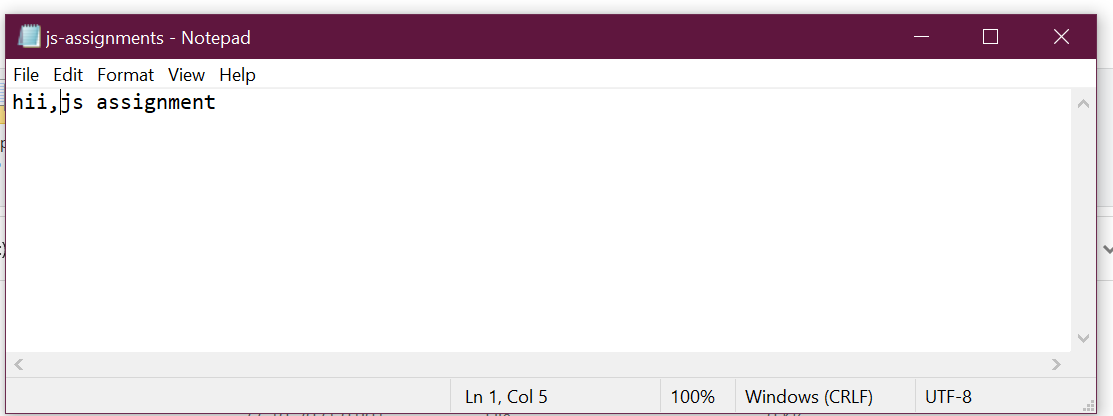 js-assignments - Notepad
File Edit Format View Help
hii,js assignment
Ln 1, Col 5 100% Windows (CRLF) UTF-8